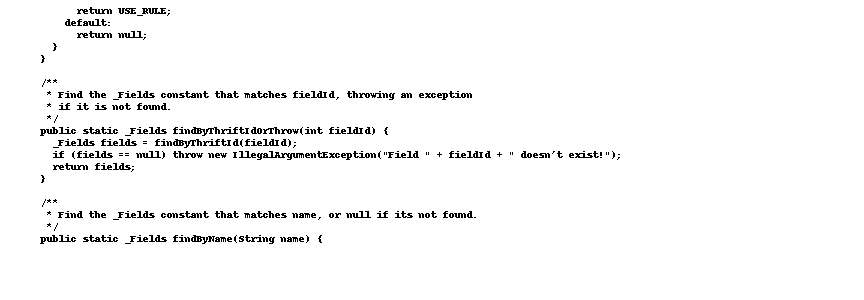 return USE_RULE;
default:
return null;
}
}
/**
* Find the _Fields constant that matches fieldId, throwing an exception
* if it is not found.
*/
public static _Fields findByThriftIdOrThrow(int fieldId) {
_Fields fields = findByThriftId(fieldId);
if (fields == null) throw new IllegalArgumentException("Field " + fieldId + " doesn't exist!");
return fields;
}
/**
* Find the _Fields constant that matches name, or null if its not found.
*/
public static _Fields findByName(String name) {